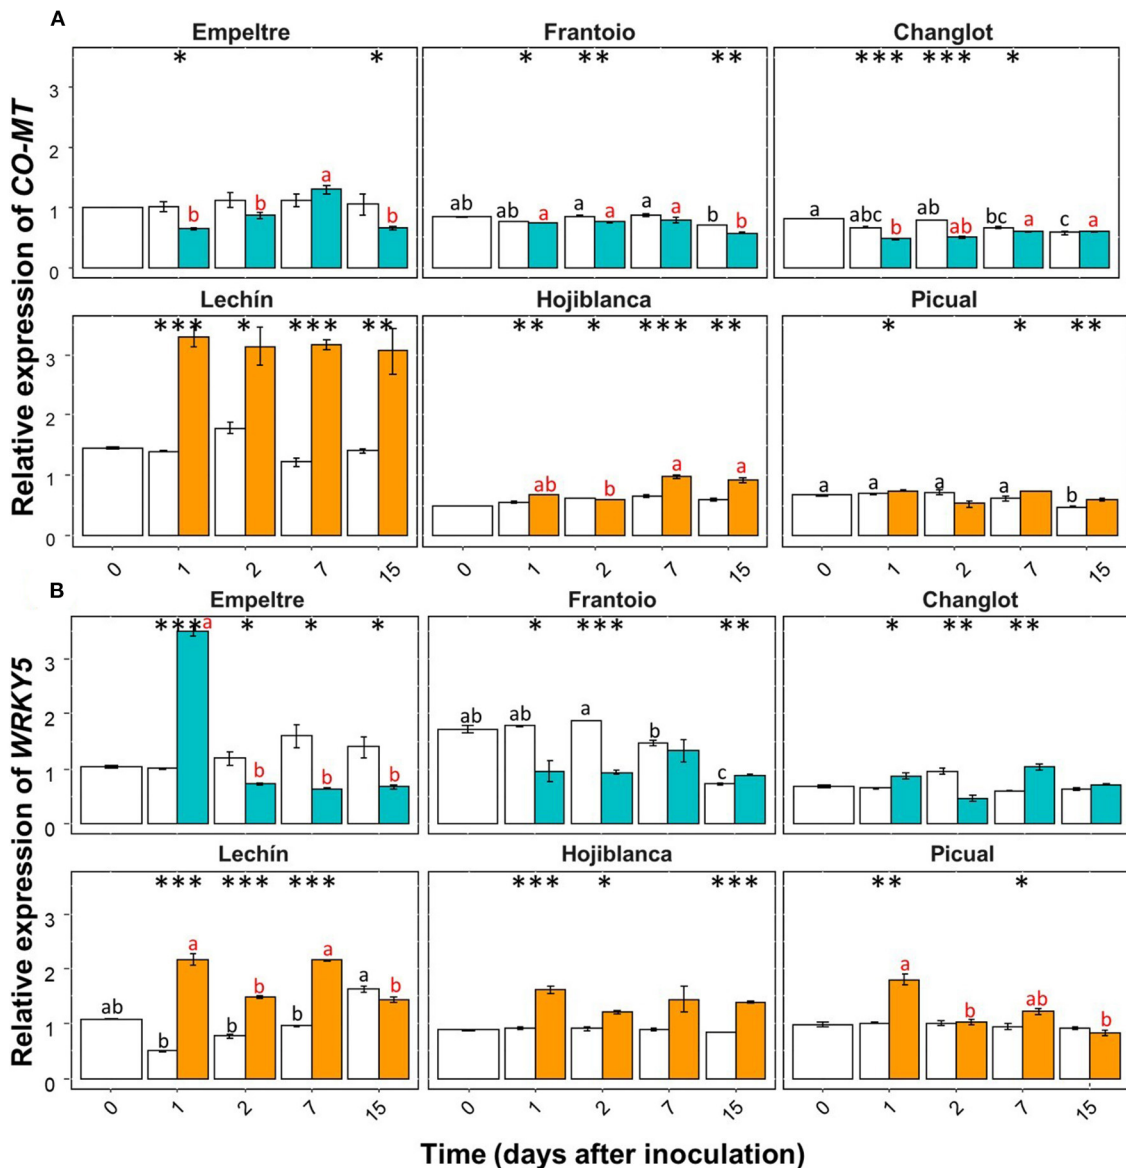 A
Empeltre Frantoio Changlot
* * * ** ** *** *** *
3
2
1
0
b b a b
ab ab a a a a a b b
a abc b ab ab bc a c a
Relative expression of CO-MT
Lechín Hojiblanca Picual
*** * *** ** ** * *** ** * * **
3
2
1
0
ab b a a
a a a a b
0 1 2 7 15 0 1 2 7 15 0 1 2 7 15
B
Empeltre Frantoio Changlot
*** * * * * *** ** * ** **
3
2
1
0
a b b b
ab ab a b c
Relative expression of WRKY5
Lechín Hojiblanca Picual
*** *** *** *** * *** ** *
3
2
1
0
ab b a b b b a a b
a b ab b
0 1 2 7 15 0 1 2 7 15 0 1 2 7 15
Time (days after inoculation)